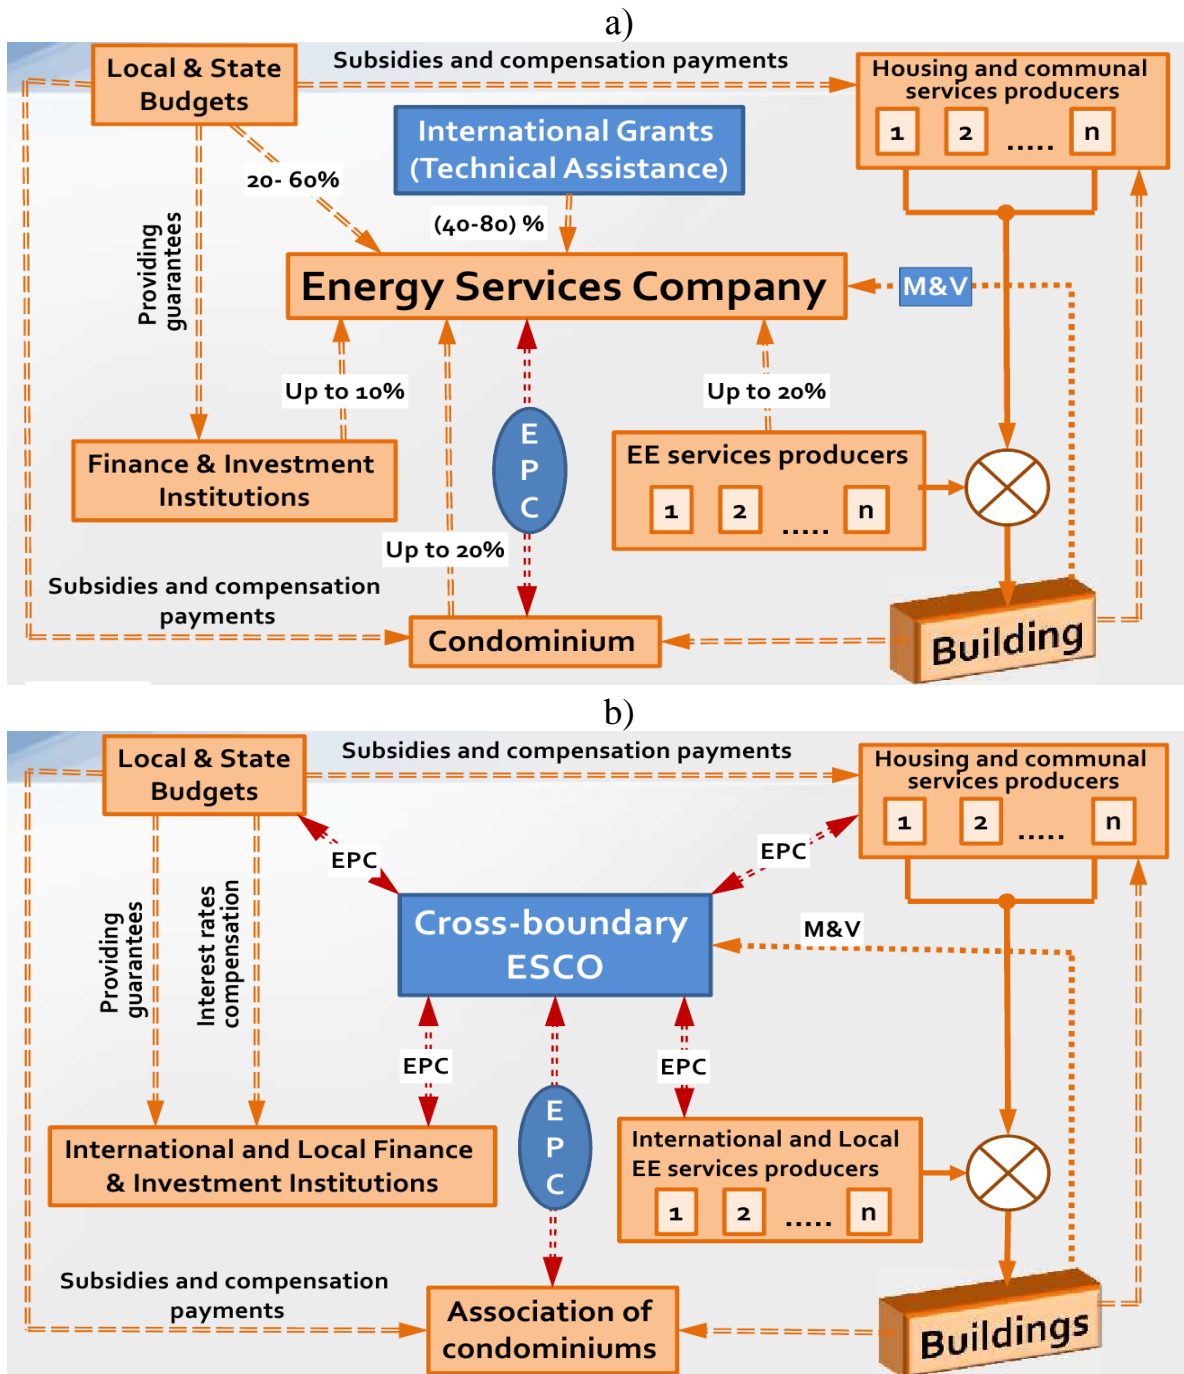 a)
Local & State
Budgets
Subsidies and compensation payments
Housing and communal
services producers
1 2 ..... n
International Grants
(Technical Assistance)
20- 60%
(40-80) %
Providing
guarantees
Energy Services Company
M&V
Up to 10%
Up to 20%
E
P
C
Finance & Investment
Institutions
EE services producers
1 2 ..... n
Up to 20%
Subsidies and compensation
payments
Condominium
Building
b)
Local & State
Budgets
Subsidies and compensation payments
Housing and communal
services producers
1 2 ..... n
EPC
EPC
Providing
guarantees
Interest rates
compensation
Cross-boundary
ESCO
M&V
EPC
EPC
E
P
C
International and Local Finance
& Investment Institutions
International and Local
EE services producers
1 2 ..... n
Subsidies and compensation
payments
Association of
condominiums
Buildings